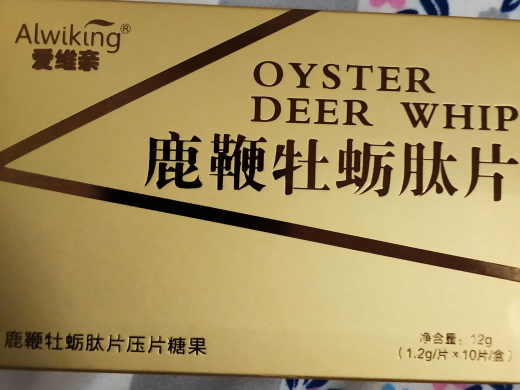 Alwiking®
爱维亲
OYSTER
DEER WHIP
鹿鞭牡蛎肽片
鹿鞭牡蛎肽片压片糖果
净含量：12g
（1.2g/片×10片/盒）